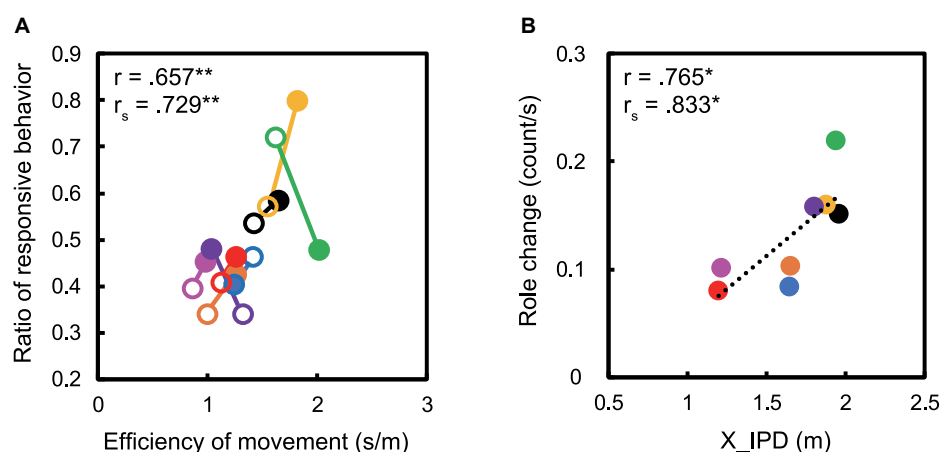 A
0.9
0.8
0.7
0.6
0.5
0.4
0.3
0.2
Ratio of responsive behavior
r = .657**
r_s = .729**
0
1
2
3
Efficiency of movement (s/m)
B
0.3
0.2
0.1
0
Role change (count/s)
r = .765*
r_s = .833*
0.5
1
1.5
2
2.5
X_IPD (m)